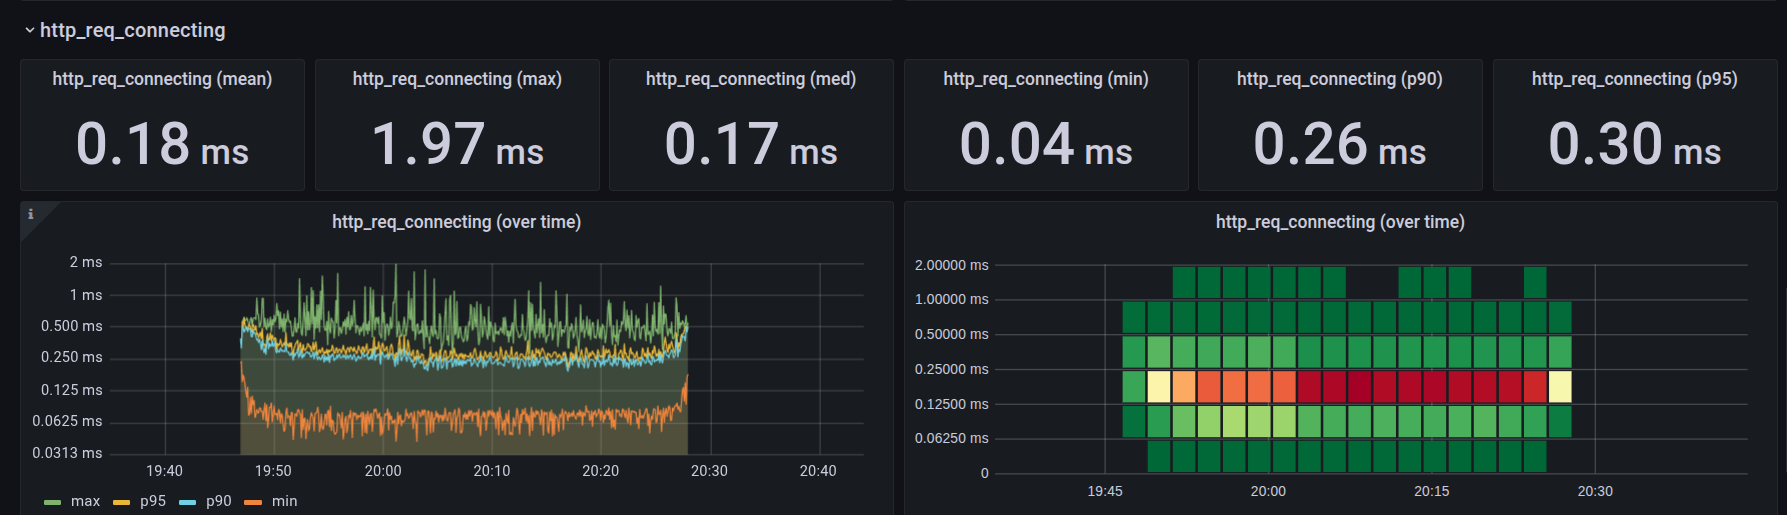 http_req_connecting
http_req_connecting (mean)
0.18 ms
http_req_connecting (max)
1.97 ms
http_req_connecting (med)
0.17 ms
http_req_connecting (min)
0.04 ms
http_req_connecting (p90)
0.26 ms
http_req_connecting (p95)
0.30 ms
i
http_req_connecting (over time)
2 ms
1 ms
0.500 ms
0.250 ms
0.125 ms
0.0625 ms
0.0313 ms
19:40 19:50 20:00 20:10 20:20 20:30 20:40
max p95 p90 min
http_req_connecting (over time)
2.00000 ms
1.00000 ms
0.50000 ms
0.25000 ms
0.12500 ms
0.06250 ms
0
19:45 20:00 20:15 20:30